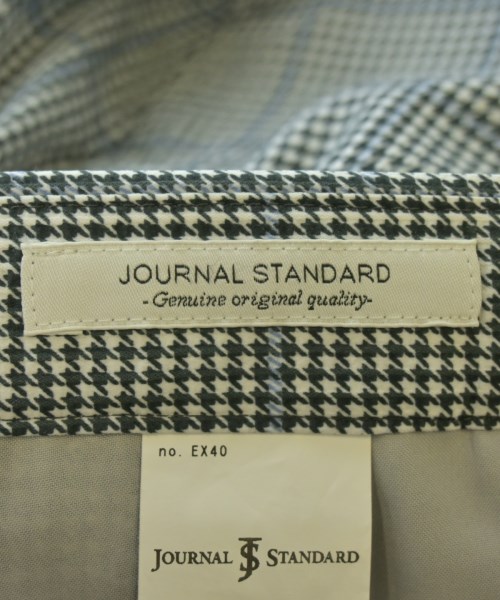 JOURNAL STANDARD
-Genuine original quality-
no. EX40
JOURNAL JS STANDARD